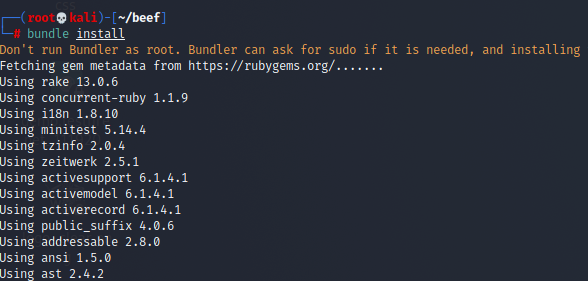 (root💀kali)-[~/beef]
# bundle install
Don't run Bundler as root. Bundler can ask for sudo if it is needed, and installing
Fetching gem metadata from https://rubygems.org/.......
Using rake 13.0.6
Using concurrent-ruby 1.1.9
Using i18n 1.8.10
Using minitest 5.14.4
Using tzinfo 2.0.4
Using zeitwerk 2.5.1
Using activesupport 6.1.4.1
Using activemodel 6.1.4.1
Using activerecord 6.1.4.1
Using public_suffix 4.0.6
Using addressable 2.8.0
Using ansi 1.5.0
Using ast 2.4.2